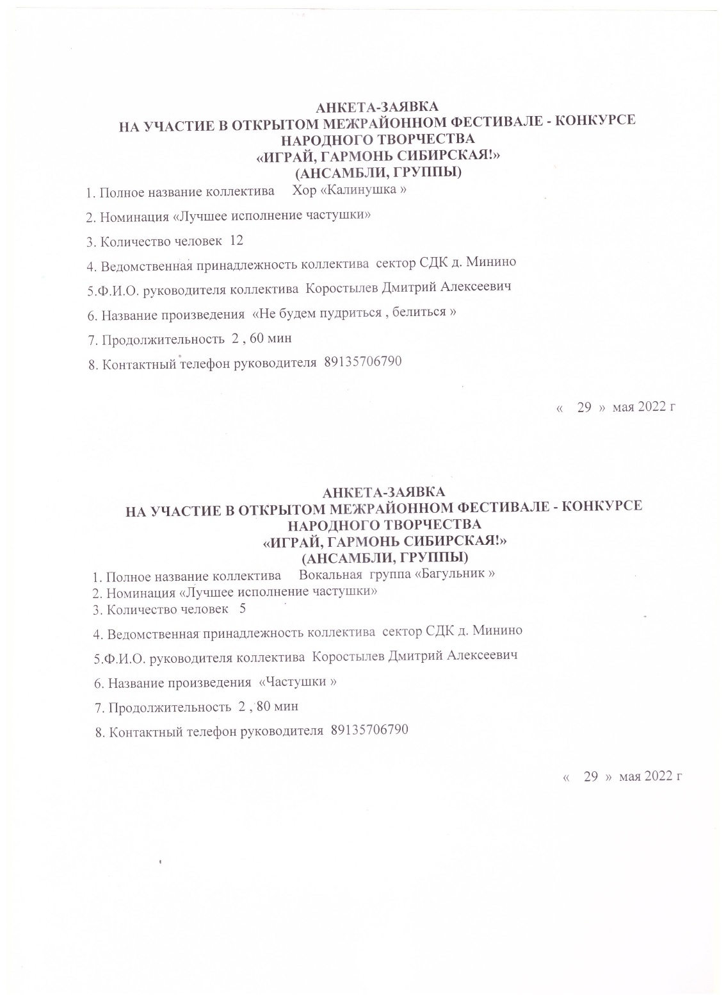 АНКЕТА-ЗАЯВКА
НА УЧАСТИЕ В ОТКРЫТОМ МЕЖРАЙОННОМ ФЕСТИВАЛЕ - КОНКУРСЕ
НАРОДНОГО ТВОРЧЕСТВА
«ИГРАЙ, ГАРМОНЬ СИБИРСКАЯ!»
(АНСАМБЛИ, ГРУППЫ)
1. Полное название коллектива Хор «Калинушка »
2. Номинация «Лучшее исполнение частушки»
3. Количество человек 12
4. Ведомственная принадлежность коллектива сектор СДК д. Минино
5.Ф.И.О. руководителя коллектива Коростылев Дмитрий Алексеевич
6. Название произведения «Не будем пудриться , белиться »
7. Продолжительность 2 , 60 мин
8. Контактный телефон руководителя 89135706790
« 29 » мая 2022 г
АНКЕТА-ЗАЯВКА
НА УЧАСТИЕ В ОТКРЫТОМ МЕЖРАЙОННОМ ФЕСТИВАЛЕ - КОНКУРСЕ
НАРОДНОГО ТВОРЧЕСТВА
«ИГРАЙ, ГАРМОНЬ СИБИРСКАЯ!»
(АНСАМБЛИ, ГРУППЫ)
1. Полное название коллектива Вокальная группа «Багульник »
2. Номинация «Лучшее исполнение частушки»
3. Количество человек 5
4. Ведомственная принадлежность коллектива сектор СДК д. Минино
5.Ф.И.О. руководителя коллектива Коростылев Дмитрий Алексеевич
6. Название произведения «Частушки »
7. Продолжительность 2 , 80 мин
8. Контактный телефон руководителя 89135706790
« 29 » мая 2022 г